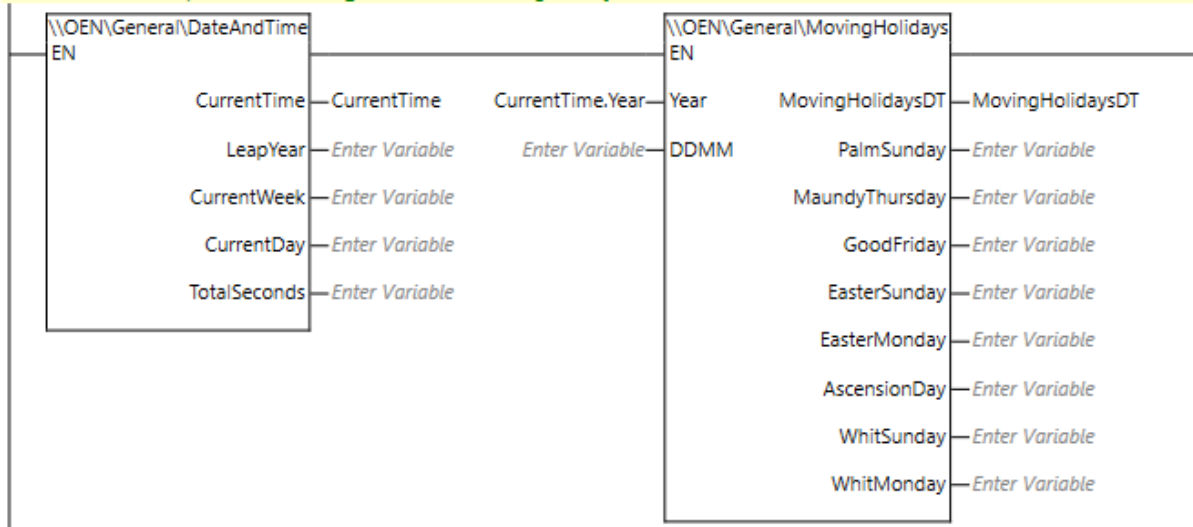 \\OEN\General\DateAndTime
EN
CurrentTime CurrentTime
LeapYear Enter Variable
CurrentWeek Enter Variable
CurrentDay Enter Variable
TotalSeconds Enter Variable
\\OEN\General\MovingHolidays
EN
CurrentTime.Year Year MovingHolidaysDT MovingHolidaysDT
Enter Variable DDMM PalmSunday Enter Variable
MaundyThursday Enter Variable
GoodFriday Enter Variable
EasterSunday Enter Variable
EasterMonday Enter Variable
AscensionDay Enter Variable
WhitSunday Enter Variable
WhitMonday Enter Variable